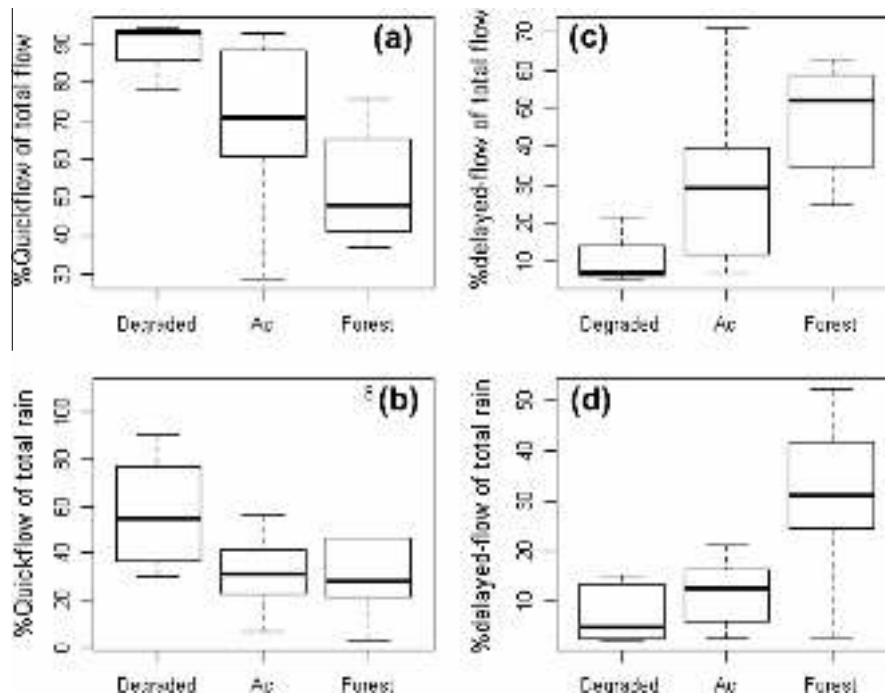 (a)
%Quickflow of total flow
90
80
70
60
50
40
30
Degraded
Ac
Forest
(c)
%delayed-flow of total flow
70
60
50
40
30
20
10
Degraded
Ac
Forest
(b)
%Quickflow of total rain
100
80
60
40
20
0
Degraded
Ac
Forest
(d)
%delayed-flow of total rain
50
40
30
20
10
Degraded
Ac
Forest